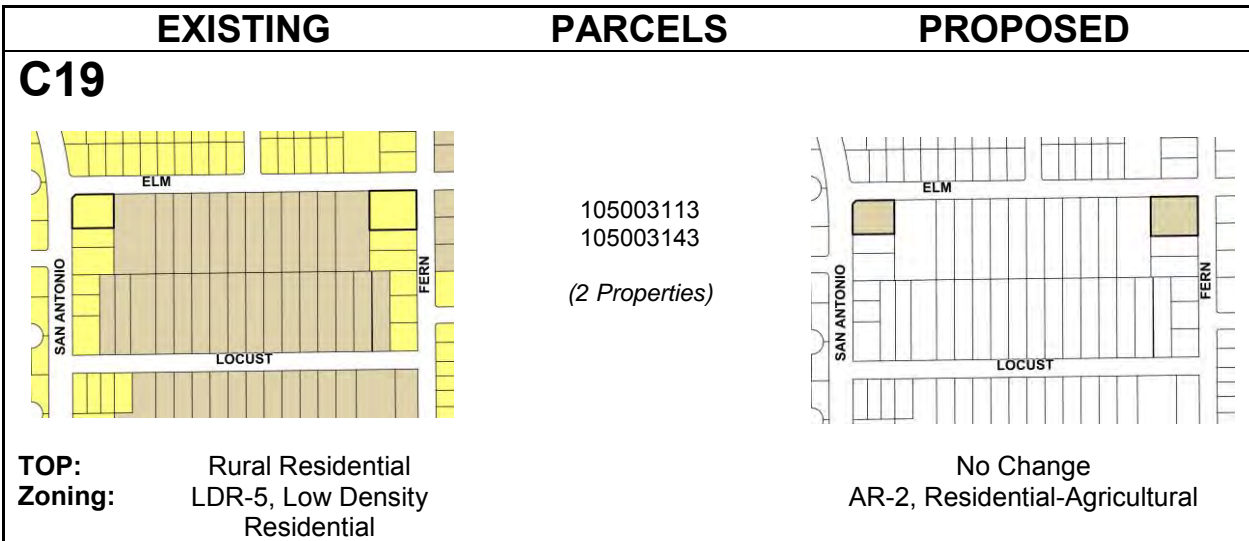 EXISTING PARCELS PROPOSED
C19
ELM
SAN ANTONIO
FERN
LOCUST
105003113
105003143
(2 Properties)
ELM
SAN ANTONIO
FERN
LOCUST
TOP: Rural Residential No Change
Zoning: LDR-5, Low Density AR-2, Residential-Agricultural
Residential